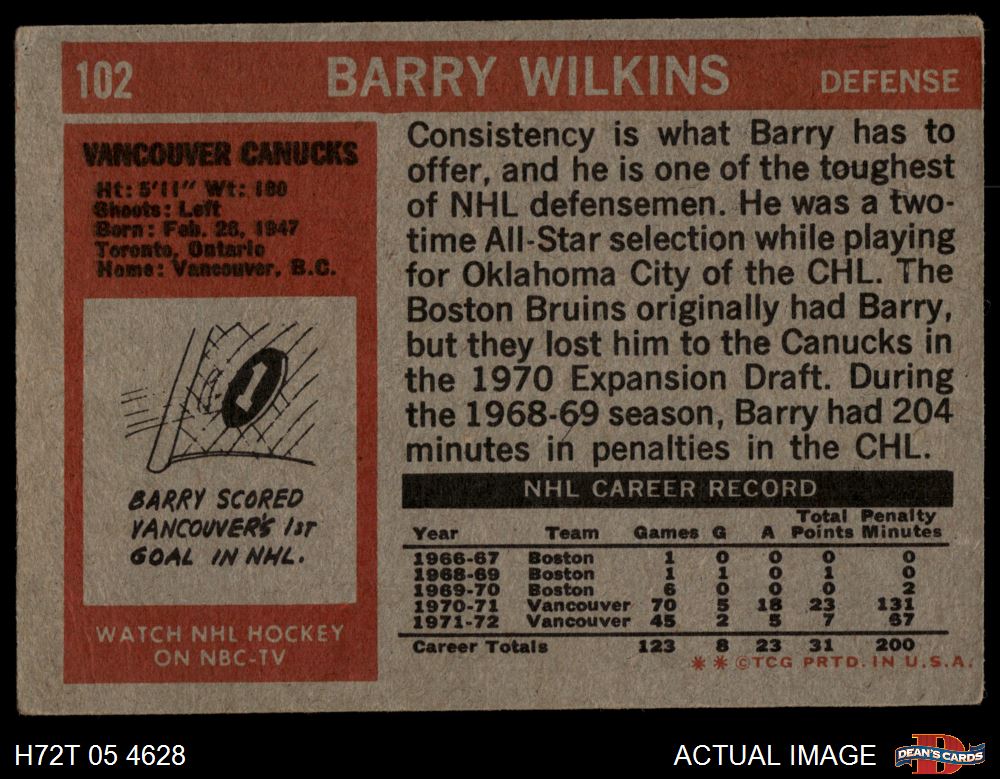 102 BARRY WILKINS DEFENSE
VANCOUVER CANUCKS
Ht: 5'11" Wt: 180
Shoots: Left
Born: Feb. 28, 1947
Toronto, Ontario
Home: Vancouver, B.C.
1
BARRY SCORED
VANCOUVER'S 1ST
GOAL IN NHL.
WATCH NHL HOCKEY
ON NBC-TV
Consistency is what Barry has to
offer, and he is one of the toughest
of NHL defensemen. He was a two-
time All-Star selection while playing
for Oklahoma City of the CHL. The
Boston Bruins originally had Barry,
but they lost him to the Canucks in
the 1970 Expansion Draft. During
the 1968-69 season, Barry had 204
minutes in penalties in the CHL.
NHL CAREER RECORD
Total Penalty
Year Team Games G A Points Minutes
1966-67 Boston 1 0 0 0 0
1968-69 Boston 1 1 0 1 0
1969-70 Boston 6 0 0 0 2
1970-71 Vancouver 70 5 18 23 131
1971-72 Vancouver 45 2 5 7 67
Career Totals 123 8 23 31 200
* * ©TCG PRTD. IN U.S.A.
H72T 05 4628
ACTUAL IMAGE
DEAN'S CARDS